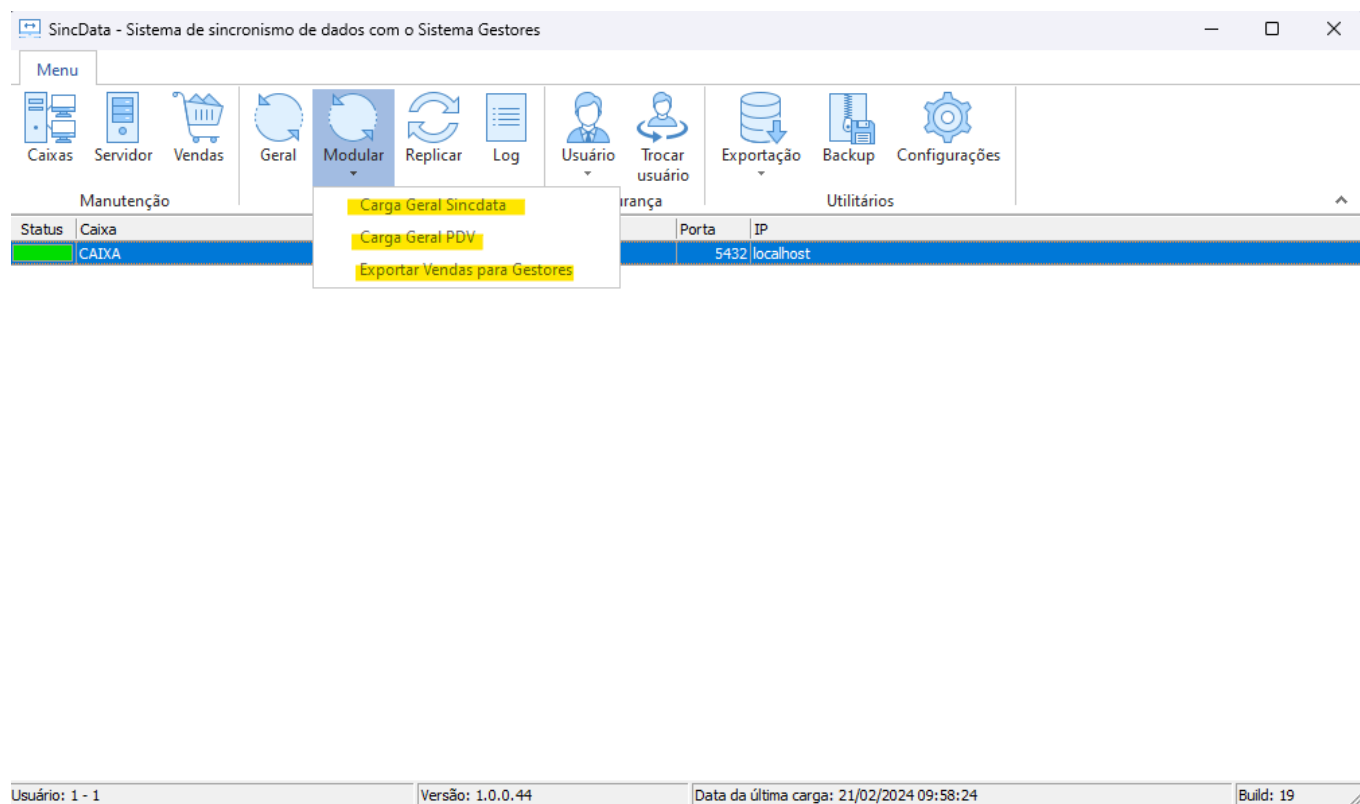 SincData - Sistema de sincronismo de dados com o Sistema Gestores
Menu
Caixas Servidor Vendas Geral Modular Replicar Log Usuário Trocar usuário Exportação Backup Configurações
Manutenção Utilitários
Carga Geral Sincdata
Carga Geral PDV
Exportar Vendas para Gestores
Status Caixa Porta IP
CAIXA 5432 localhost
Usuário: 1 - 1 Versão: 1.0.0.44 Data da última carga: 21/02/2024 09:58:24 Build: 19